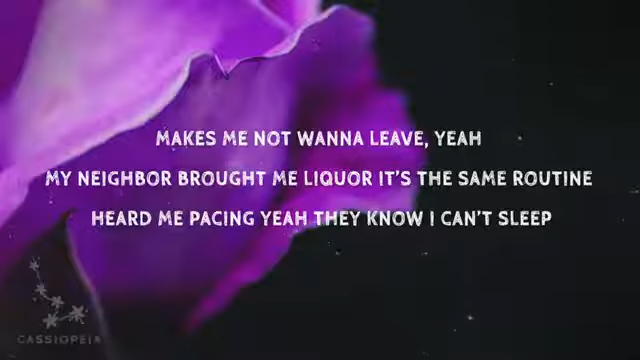 MAKES ME NOT WANNA LEAVE, YEAH
MY NEIGHBOR BROUGHT ME LIQUOR IT'S THE SAME ROUTINE
HEARD ME PACING YEAH THEY KNOW I CAN'T SLEEP
CASSIOPEIA